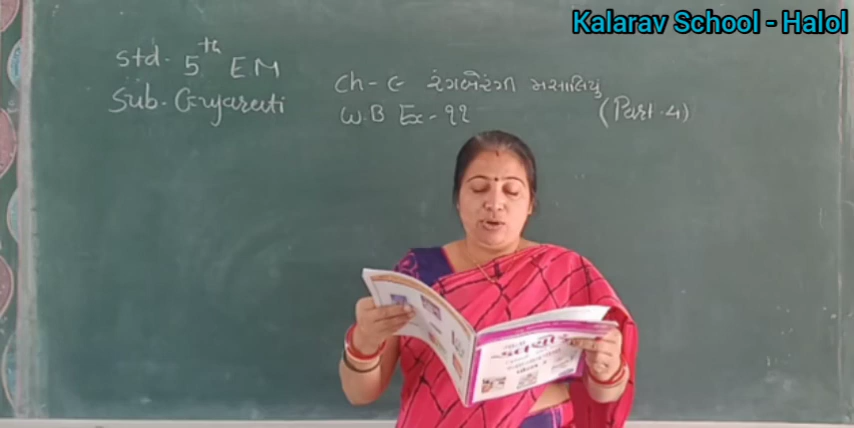 Kalarav School - Halol
Std- 5th EM
Sub- Gujarati
Ch- ૯ રંગબેરંગી મસાલિયું
W.B Ex- ૧૧ (Part-4)